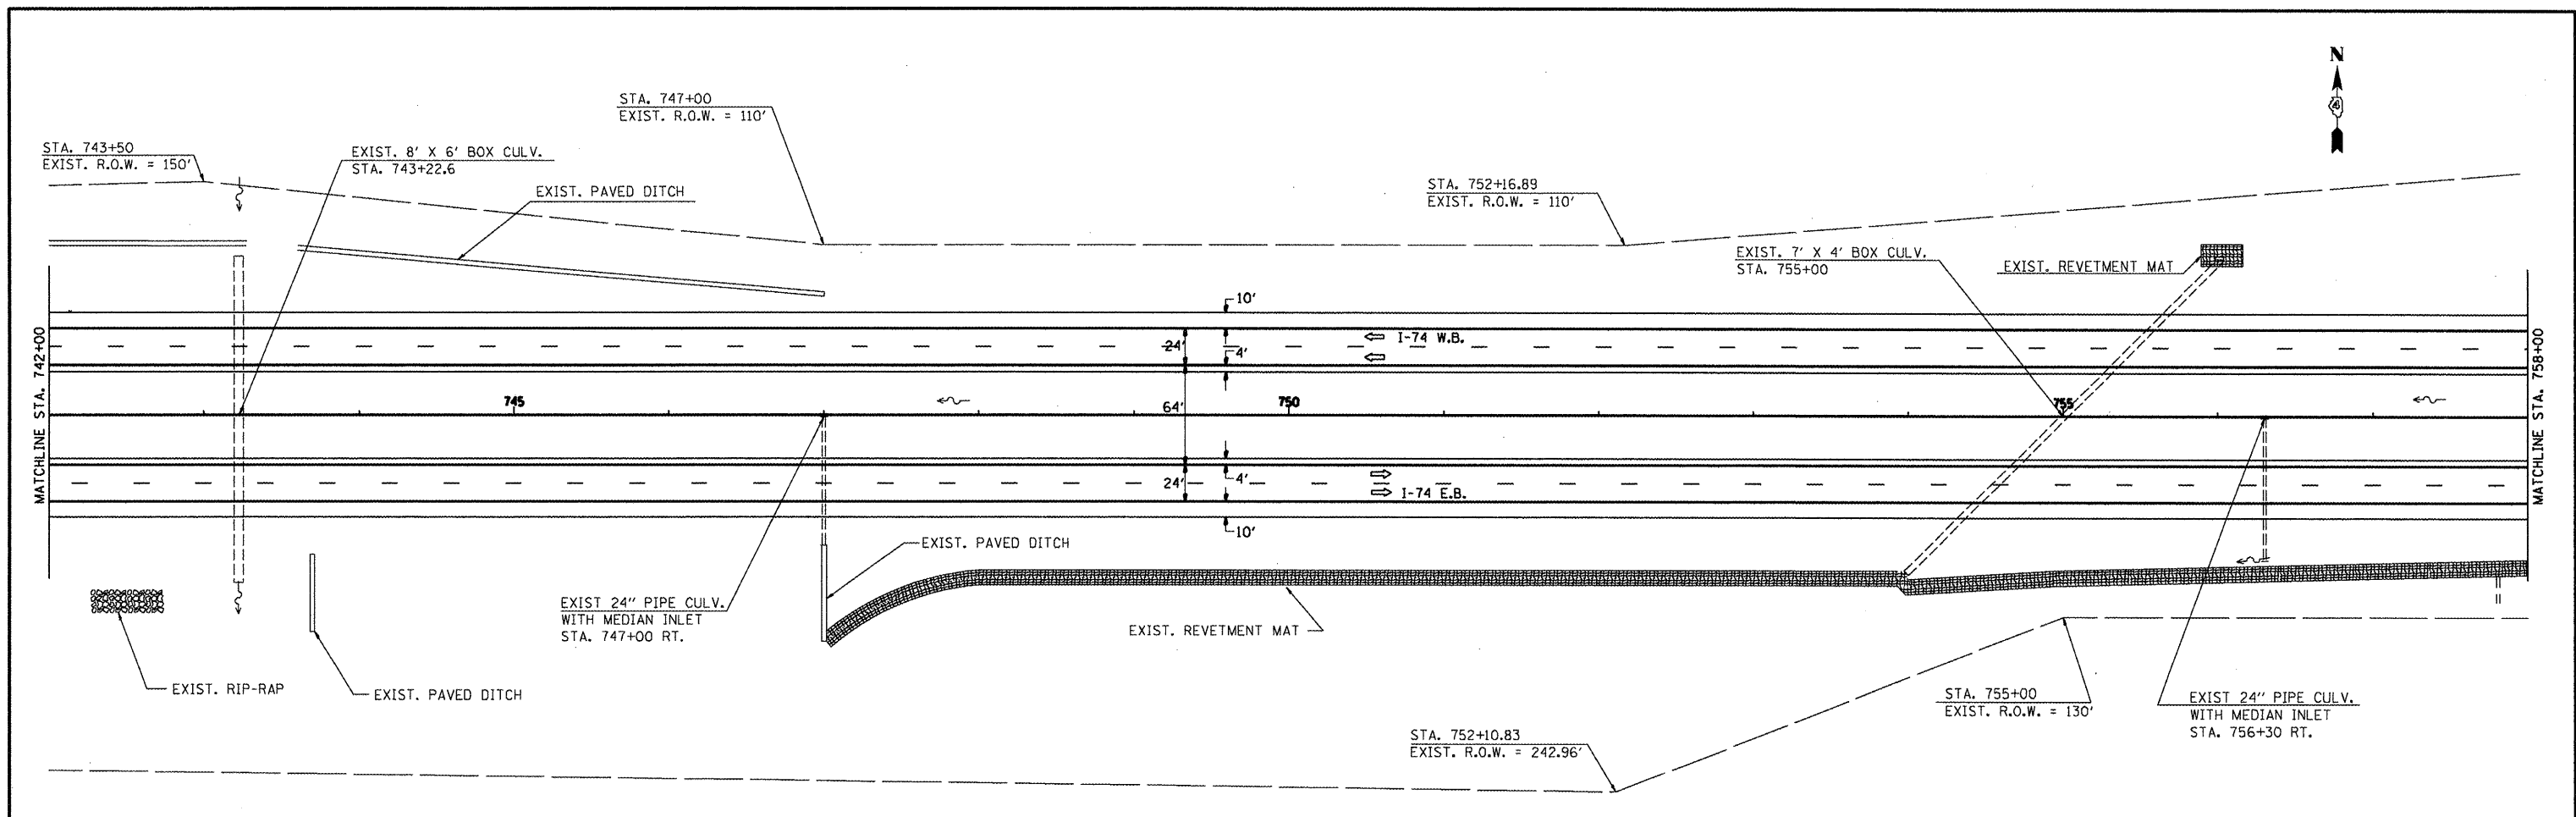 N
4
STA. 747+00
EXIST. R.O.W. = 110'
STA. 743+50
EXIST. R.O.W. = 150'
EXIST. 8' X 6' BOX CULV.
STA. 743+22.6
EXIST. PAVED DITCH
STA. 752+16.89
EXIST. R.O.W. = 110'
EXIST. 7' X 4' BOX CULV.
STA. 755+00
EXIST. REVETMENT MAT
MATCHLINE STA. 742+00
10'
24'
4'
I-74 W.B.
64'
745
750
755
24'
4'
I-74 E.B.
10'
MATCHLINE STA. 758+00
EXIST. PAVED DITCH
EXIST 24" PIPE CULV.
WITH MEDIAN INLET
STA. 747+00 RT.
EXIST. REVETMENT MAT
EXIST. RIP-RAP
EXIST. PAVED DITCH
STA. 755+00
EXIST. R.O.W. = 130'
EXIST 24" PIPE CULV.
WITH MEDIAN INLET
STA. 756+30 RT.
STA. 752+10.83
EXIST. R.O.W. = 242.96'